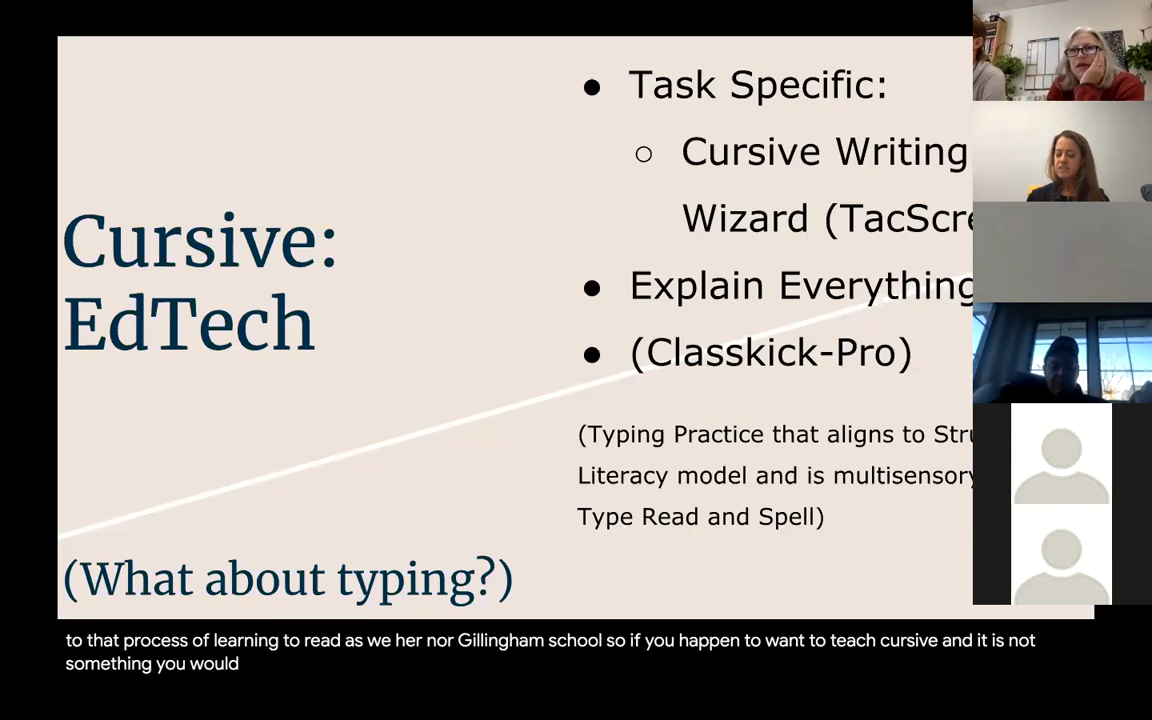 Cursive:
EdTech
(What about typing?)
● Task Specific:
○ Cursive Writing
Wizard (TacScre
● Explain Everything
● (Classkick-Pro)
(Typing Practice that aligns to Stru
Literacy model and is multisensory
Type Read and Spell)
to that process of learning to read as we her nor Gillingham school so if you happen to want to teach cursive and it is not
something you would